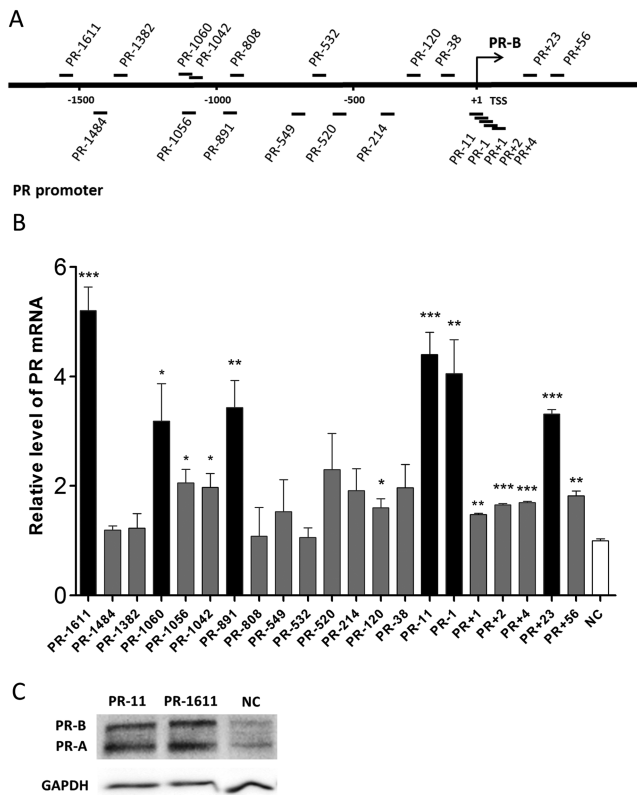 A
PR-1611
PR-1382
PR-1060
PR-1042
PR-808
PR-532
PR-120
PR-38
PR-B
PR+23
PR+56
-1500
-1000
-500
+1
TSS
PR-1484
PR-1056
PR-891
PR-549
PR-520
PR-214
PR-11
PR-1
PR+1
PR+2
PR+4
PR promoter
B
Relative level of PR mRNA
6
4
2
0
***
*
*
*
**
*
***
**
**
***
***
***
**
PR-1611
PR-1484
PR-1382
PR-1060
PR-1056
PR-1042
PR-891
PR-808
PR-549
PR-532
PR-520
PR-214
PR-120
PR-38
PR-11
PR-1
PR+1
PR+2
PR+4
PR+23
PR+56
NC
C
PR-11 PR-1611 NC
PR-B
PR-A
GAPDH